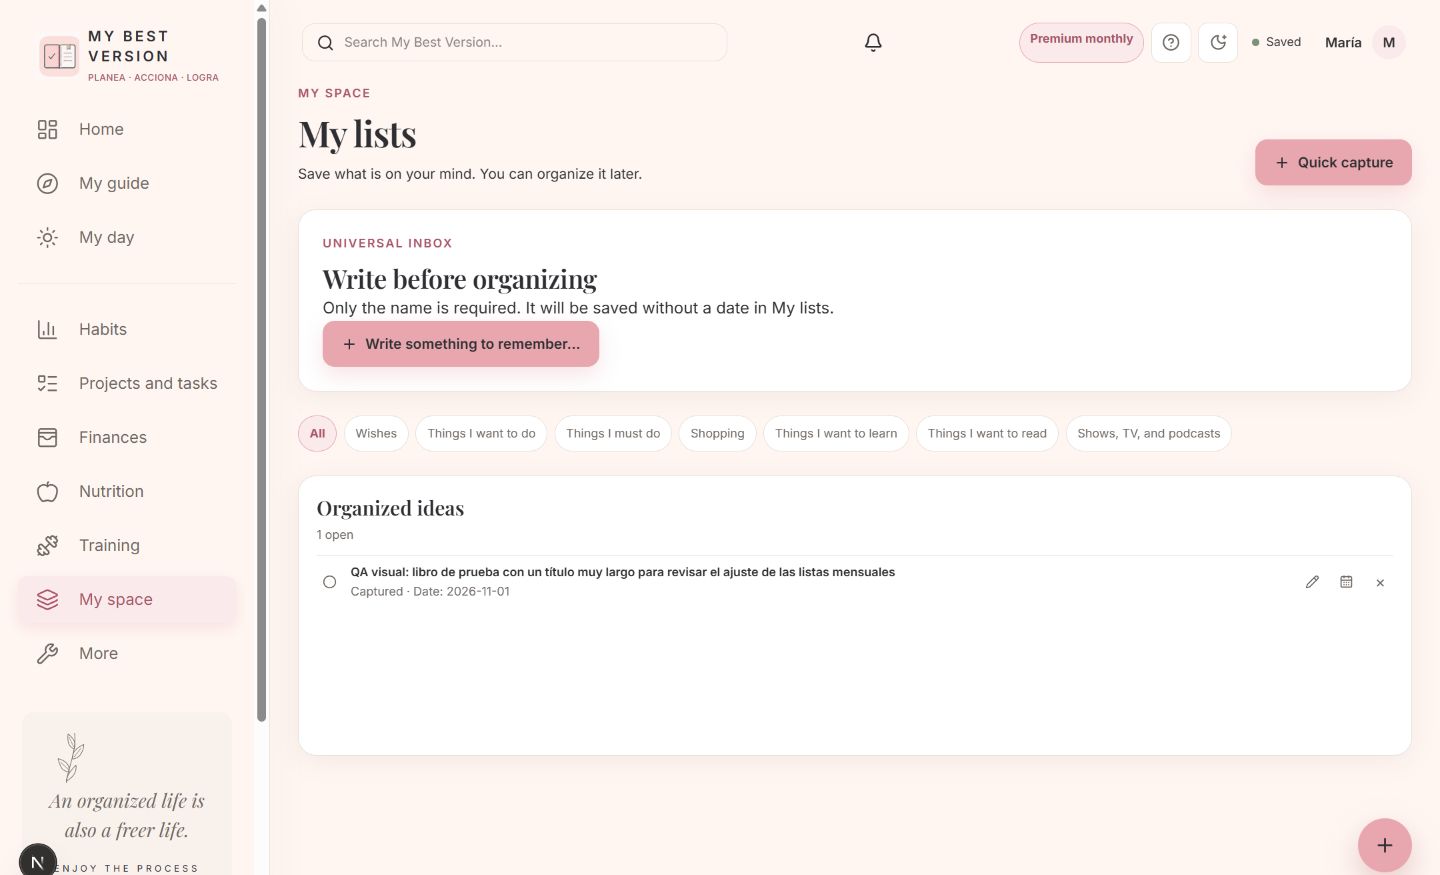 MY BEST
VERSION
PLANEA · ACCIONA · LOGRA
Home
My guide
My day
Habits
Projects and tasks
Finances
Nutrition
Training
My space
More
An organized life is
also a freer life.
ENJOY THE PROCESS
N
Search My Best Version...
Premium monthly
Saved
María
M
MY SPACE
My lists
Save what is on your mind. You can organize it later.
+ Quick capture
UNIVERSAL INBOX
Write before organizing
Only the name is required. It will be saved without a date in My lists.
+ Write something to remember...
All
Wishes
Things I want to do
Things I must do
Shopping
Things I want to learn
Things I want to read
Shows, TV, and podcasts
Organized ideas
1 open
QA visual: libro de prueba con un título muy largo para revisar el ajuste de las listas mensuales
Captured · Date: 2026-11-01
×
+